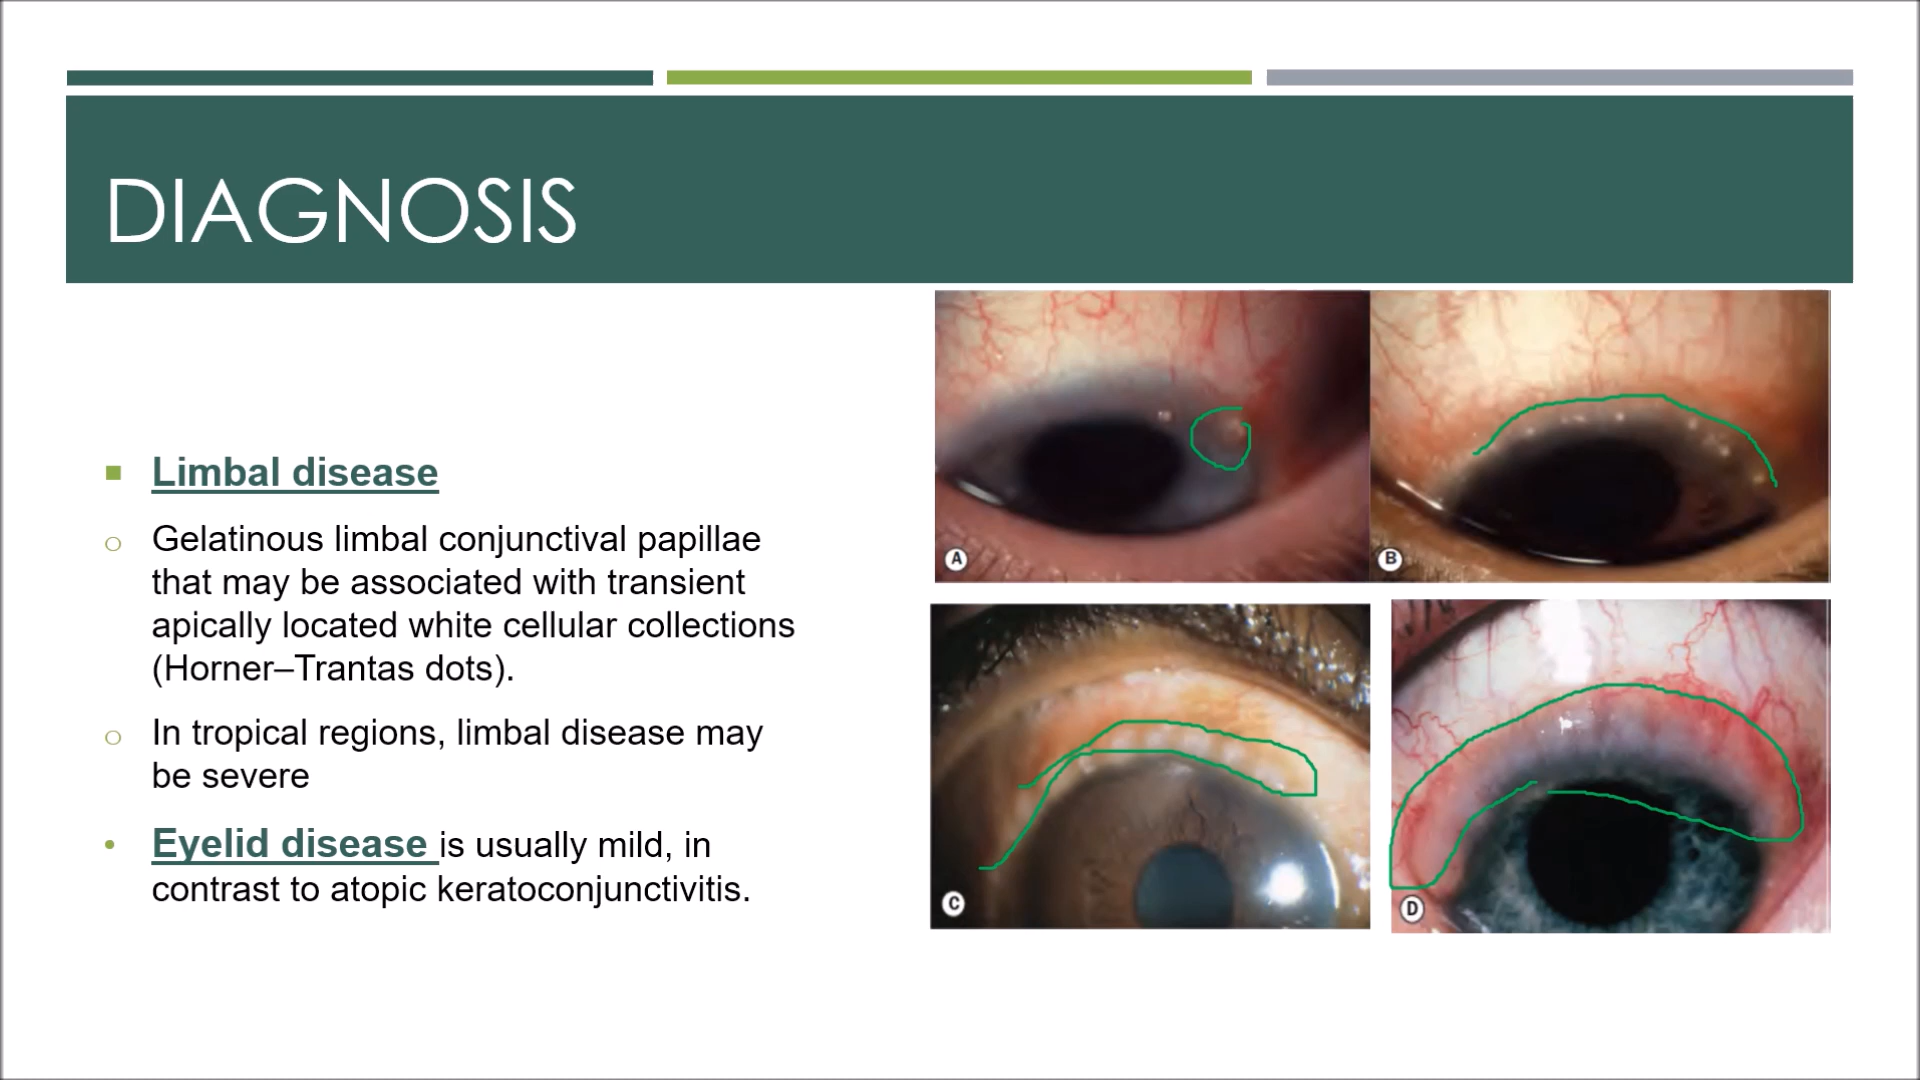 DIAGNOSIS
Limbal disease
Gelatinous limbal conjunctival papillae
that may be associated with transient
apically located white cellular collections
(Horner–Trantas dots).
In tropical regions, limbal disease may
be severe
Eyelid disease is usually mild, in
contrast to atopic keratoconjunctivitis.
A
B
C
D